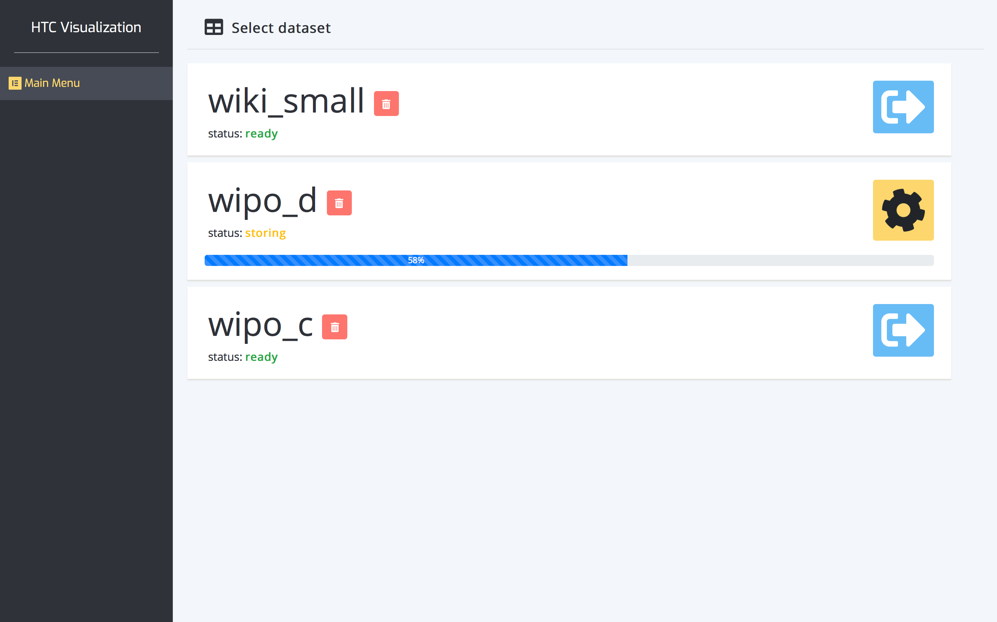 HTC Visualization
Main Menu
Select dataset
wiki_small
status: ready
wipo_d
status: storing
58%
wipo_c
status: ready